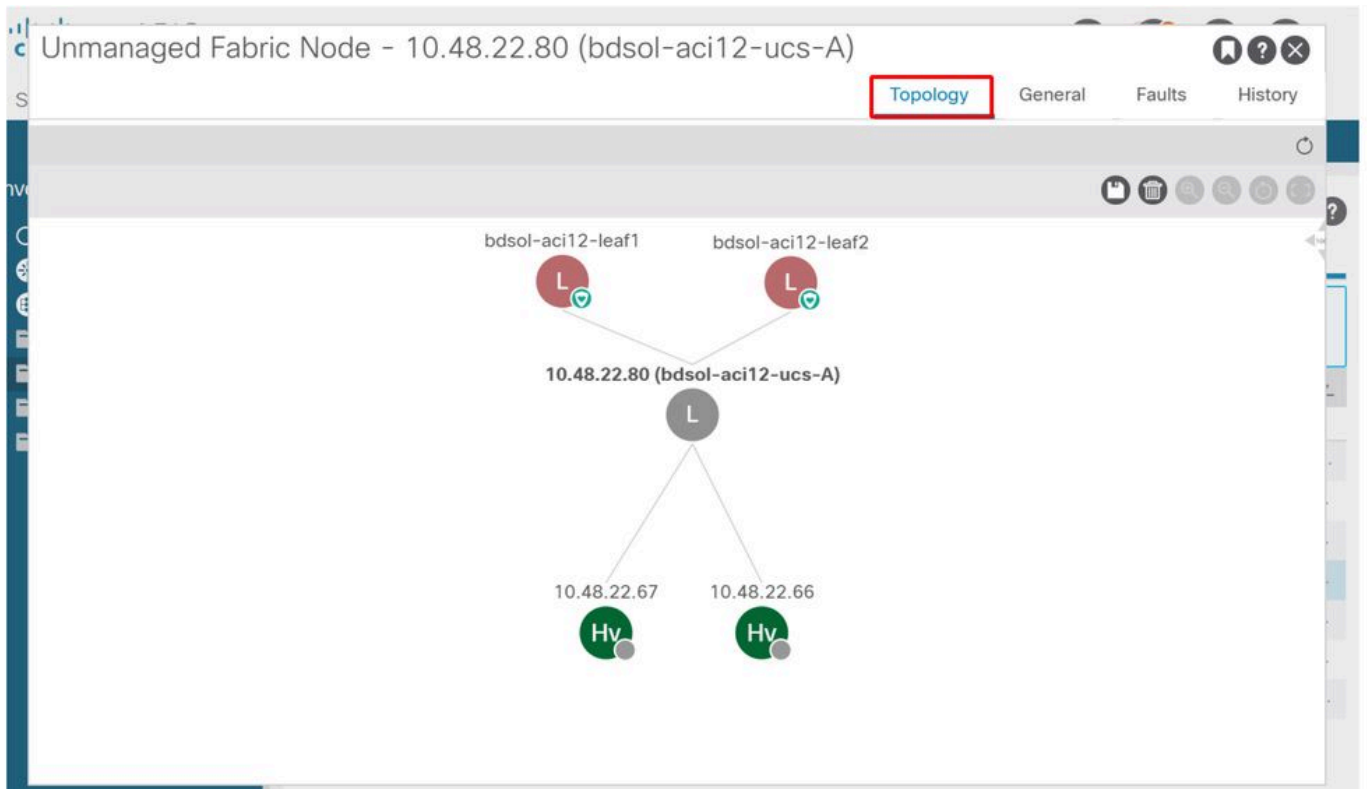 Unmanaged Fabric Node - 10.48.22.80 (bdsol-aci12-ucs-A)
Topology General Faults History
bdsol-aci12-leaf1 bdsol-aci12-leaf2
L L
10.48.22.80 (bdsol-aci12-ucs-A)
L
10.48.22.67 10.48.22.66
Hv Hv